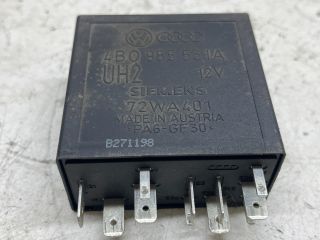 4B0 955 531A
UH2 12V
SIEMENS
72WA401
MADE IN AUSTRIA
>PA6-GF30<
B271198